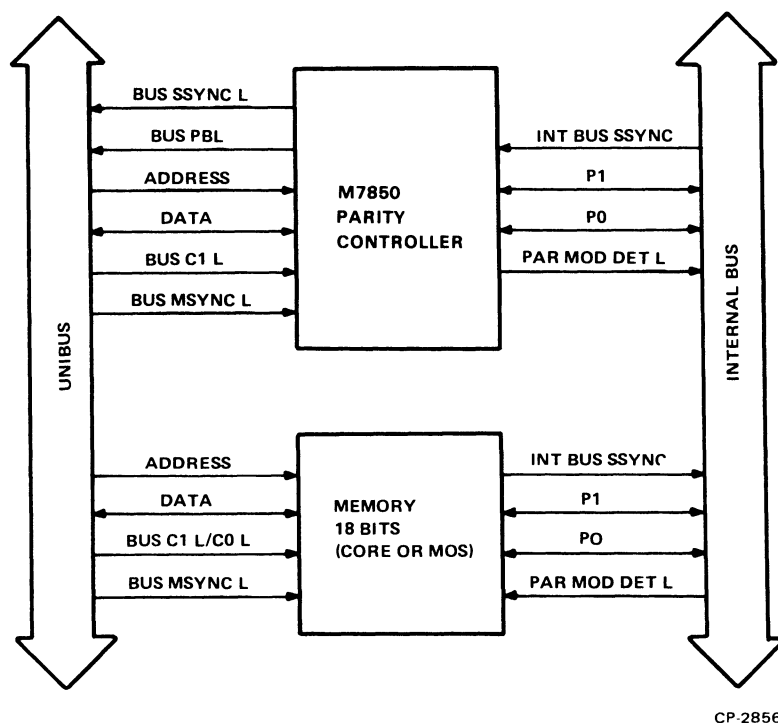 BUS SSYNC L
BUS PBL
ADDRESS
DATA
BUS C1 L
BUS MSYNC L
M7850
PARITY
CONTROLLER
INT BUS SSYNC
P1
P0
PAR MOD DET L
UNIBUS
INTERNAL BUS
ADDRESS
DATA
BUS C1 L/C0 L
BUS MSYNC L
MEMORY
18 BITS
(CORE OR MOS)
INT BUS SSYNC
P1
PO
PAR MOD DET L
CP-2856